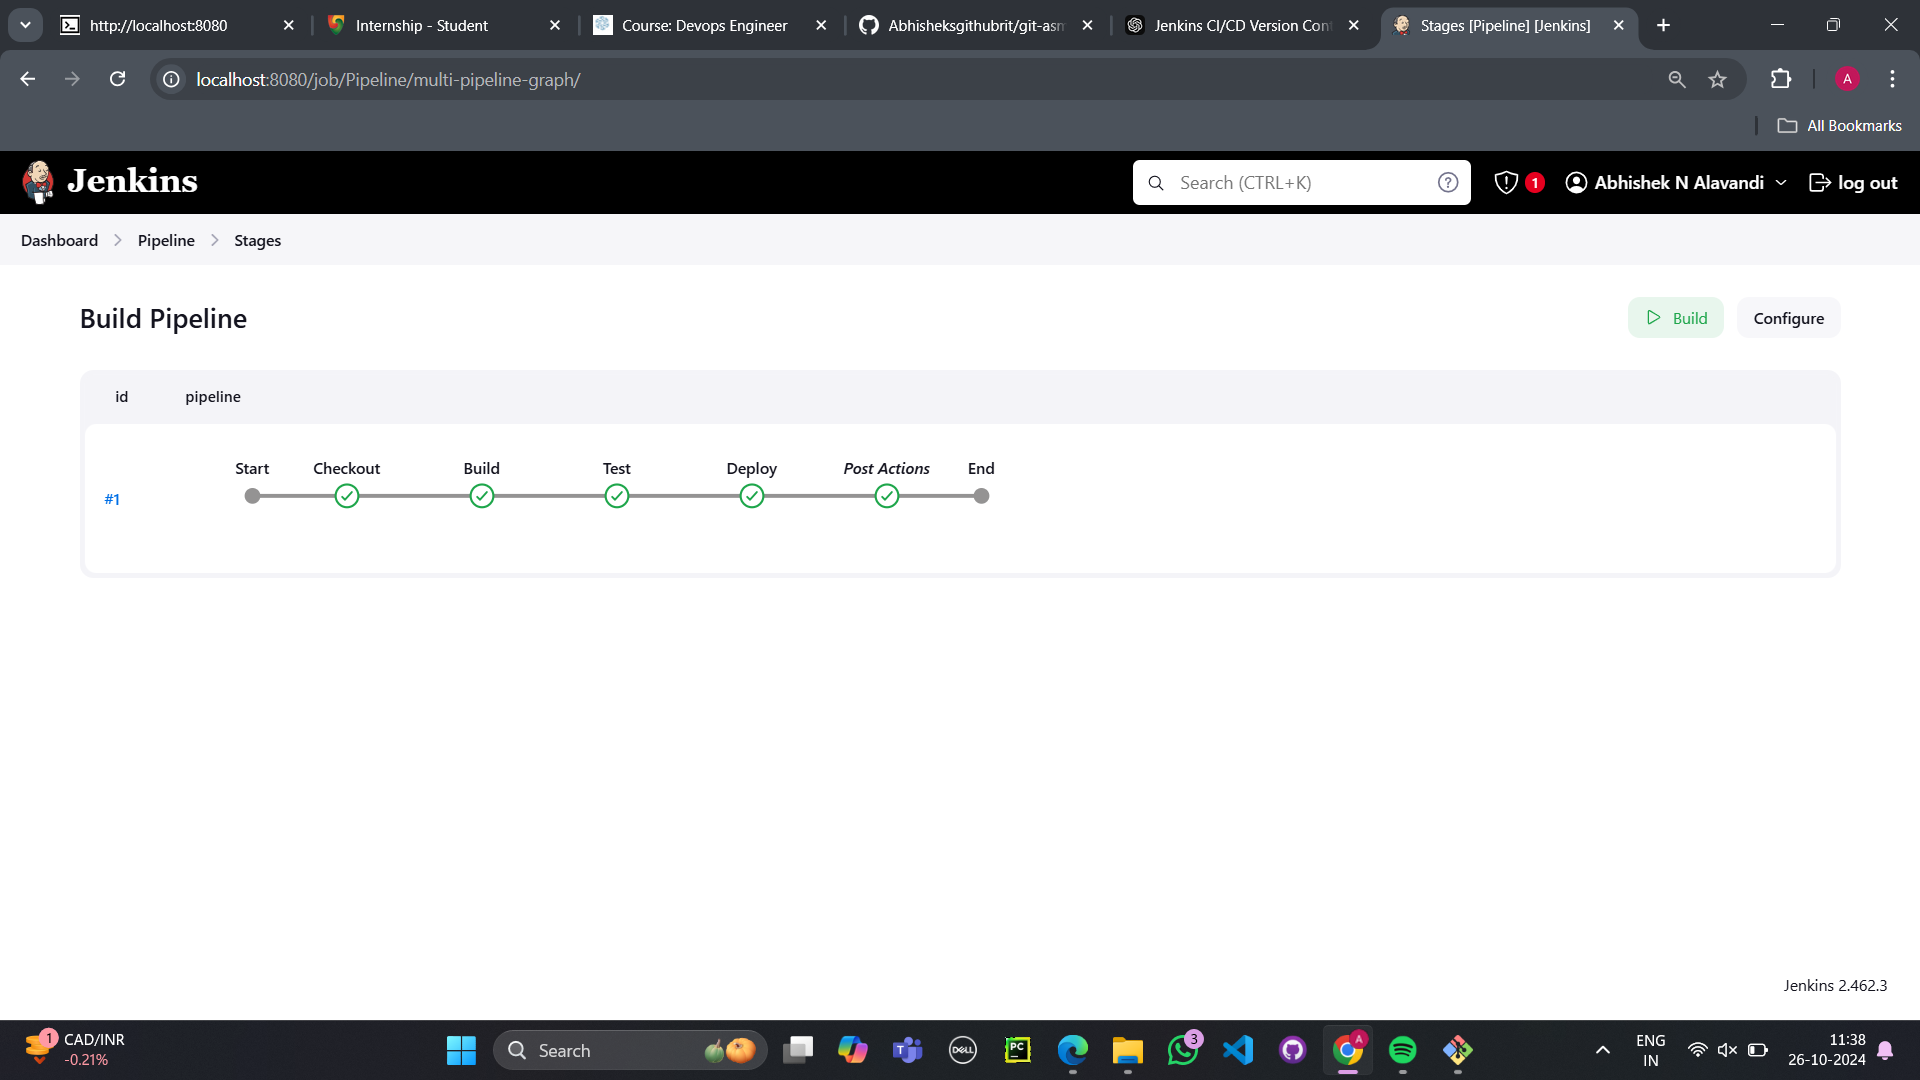 http://localhost:8080
Internship - Student
Course: Devops Engineer
Abhisheksgithubrit/git-asm
Jenkins CI/CD Version Cont
Stages [Pipeline] [Jenkins]
localhost:8080/job/Pipeline/multi-pipeline-graph/
A
All Bookmarks
Jenkins
Search (CTRL+K)
1
Abhishek N Alavandi
log out
Dashboard
Pipeline
Stages
Build Pipeline
Build
Configure
id
pipeline
Start
Checkout
Build
Test
Deploy
Post Actions
End
#1
Jenkins 2.462.3
1
CAD/INR
-0.21%
Search
DELL
PC
3
A
ENG
IN
11:38
26-10-2024